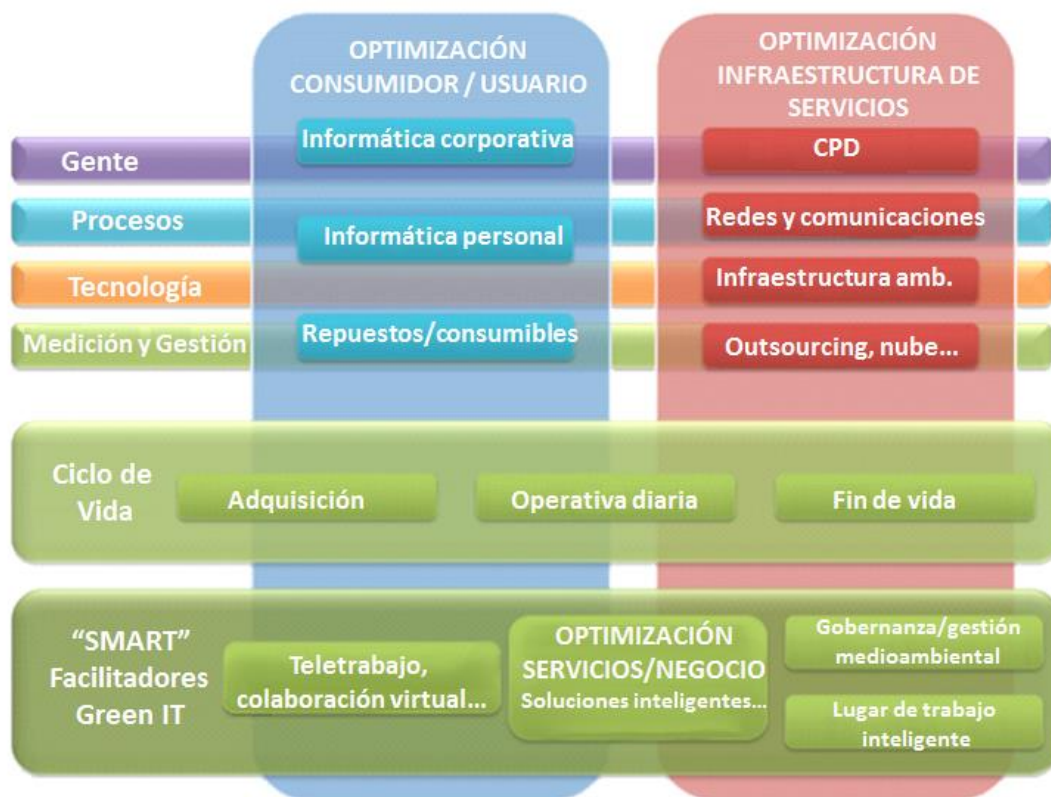 OPTIMIZACIÓN
CONSUMIDOR / USUARIO
OPTIMIZACIÓN
INFRAESTRUCTURA DE
SERVICIOS
Gente
Informática corporativa
CPD
Procesos
Informática personal
Redes y comunicaciones
Tecnología
Infraestructura amb.
Medición y Gestión
Repuestos/consumibles
Outsourcing, nube...
Ciclo de
Vida
Adquisición
Operativa diaria
Fin de vida
“SMART”
Facilitadores
Green IT
Teletrabajo,
colaboración virtual...
OPTIMIZACIÓN
SERVICIOS/NEGOCIO
Soluciones inteligentes...
Gobernanza/gestión
medioambiental
Lugar de trabajo
inteligente